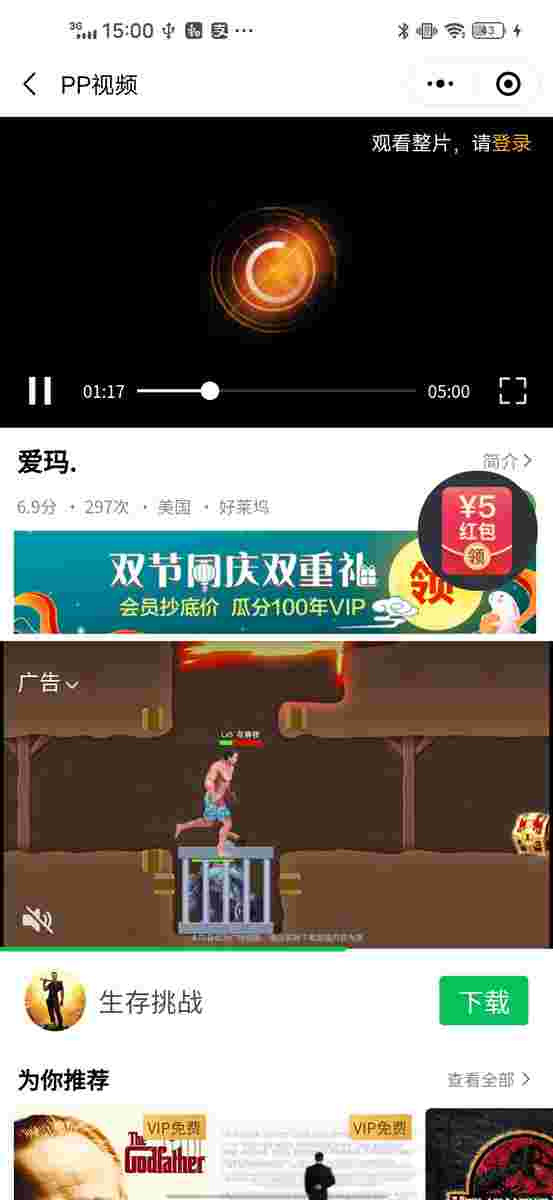 3G 15:00 支 ··· 43
PP视频
观看整片，请登录
01:17 05:00
爱玛.
简介
6.9分 · 297次 · 美国 · 好莱坞
¥5
红包
领
双节同庆双重礼
会员抄底价 瓜分100年VIP
领
广告
生存挑战
下载
为你推荐
查看全部
VIP免费
VIP免费
The
Godfather